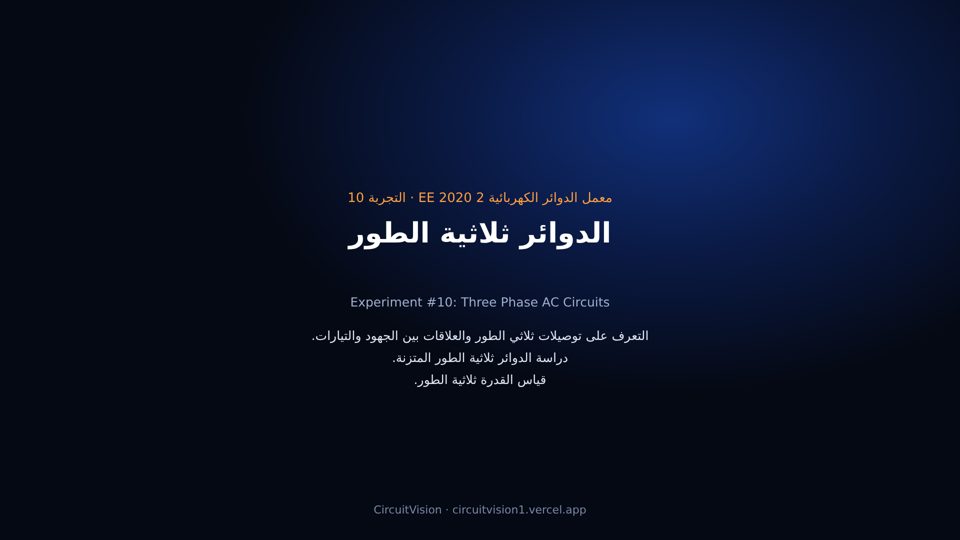 معمل الدوائر الكهربائية 2 EE 2020 · التجربة 10
الدوائر ثلاثية الطور
Experiment #10: Three Phase AC Circuits
التعرف على توصيلات ثلاثي الطور والعلاقات بين الجهود والتيارات.
دراسة الدوائر ثلاثية الطور المتزنة.
قياس القدرة ثلاثية الطور.
CircuitVision · circuitvision1.vercel.app